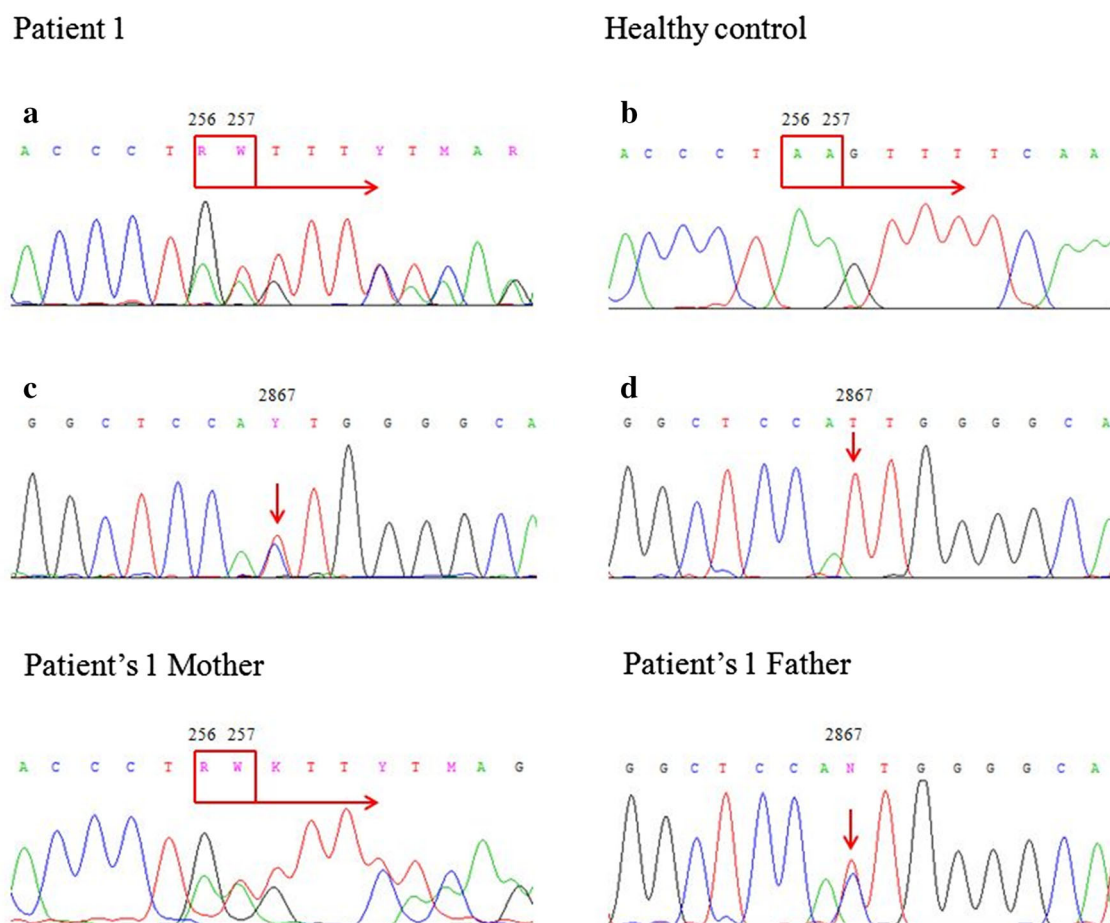 Patient 1
Healthy control
a
256 257
A C C C T R W T T T Y T M A R
b
256 257
A C C C T A A G T T T T C A A
c
2867
G G C T C C A Y T G G G G C A
d
2867
G G C T C C A T T G G G G C A
Patient’s 1 Mother
Patient’s 1 Father
256 257
A C C C T R W K T T Y T M A G
2867
G G C T C C A N T G G G G C A